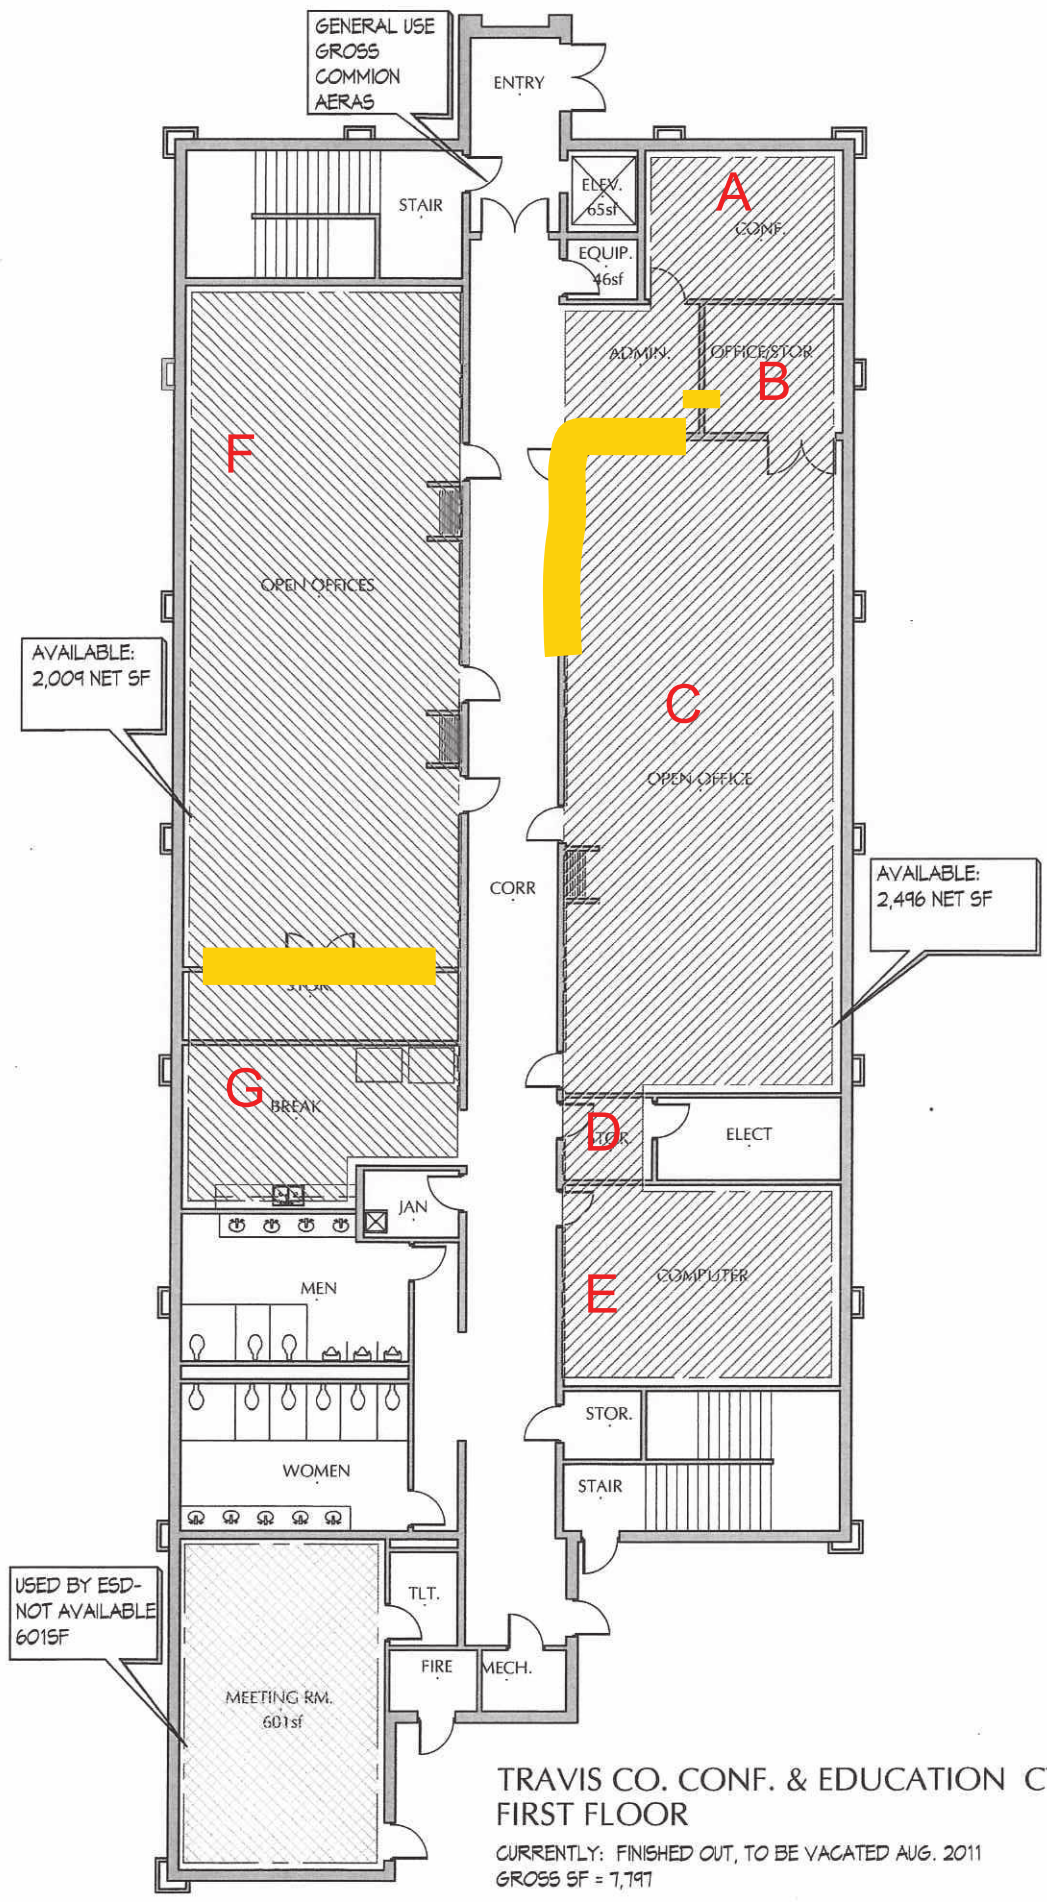 GENERAL USE
GROSS
COMMION
AERAS
ENTRY
STAIR
ELEV.
65sf
A
CONF.
EQUIP.
46sf
ADMIN.
OFFICE/STOR
B
F
OPEN OFFICES
AVAILABLE:
2,009 NET SF
C
OPEN OFFICE
CORR
AVAILABLE:
2,496 NET SF
STOR
G
BREAK
D
STOR.
ELECT
JAN
MEN
E
COMPUTER
STOR.
WOMEN
STAIR
USED BY ESD-
NOT AVAILABLE
601SF
TLT.
FIRE
MECH.
MEETING RM.
601sf
TRAVIS CO. CONF. & EDUCATION C
FIRST FLOOR
CURRENTLY: FINISHED OUT, TO BE VACATED AUG. 2011
GROSS SF = 7,797